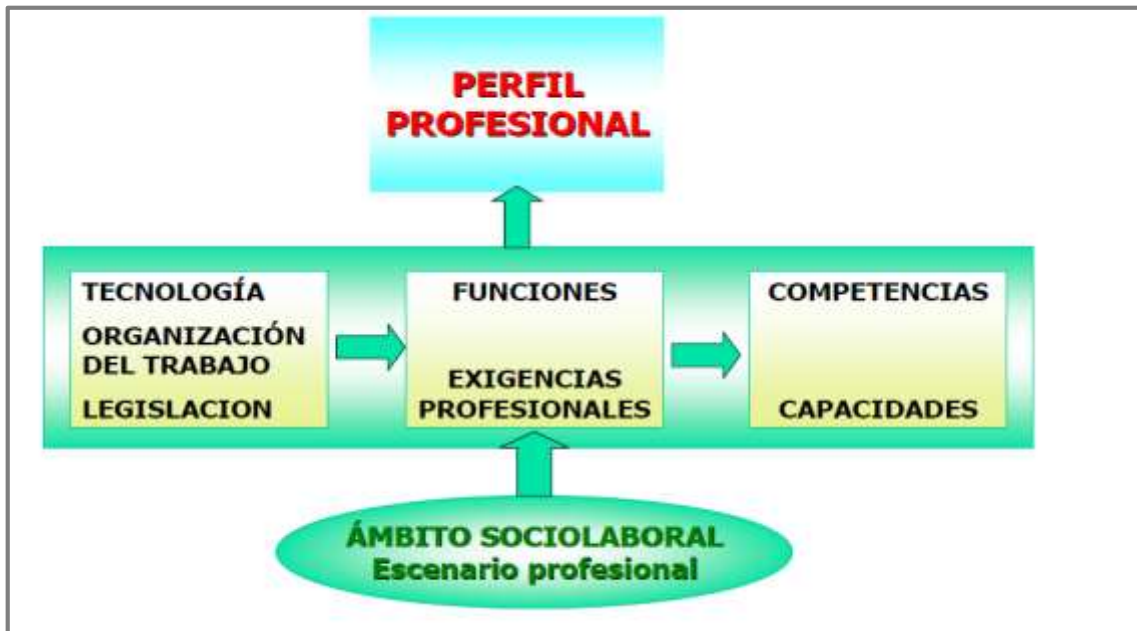 PERFIL
PROFESIONAL
TECNOLOGÍA
ORGANIZACIÓN
DEL TRABAJO
LEGISLACION
FUNCIONES
EXIGENCIAS
PROFESIONALES
COMPETENCIAS
CAPACIDADES
ÁMBITO SOCIOLABORAL
Escenario profesional